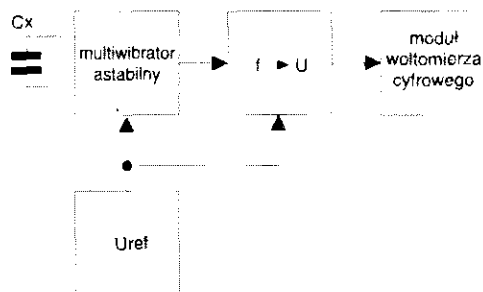 Cx
multiwibrator
astabilny
f ► U
moduł
woltomierza
cyfrowego
Uref